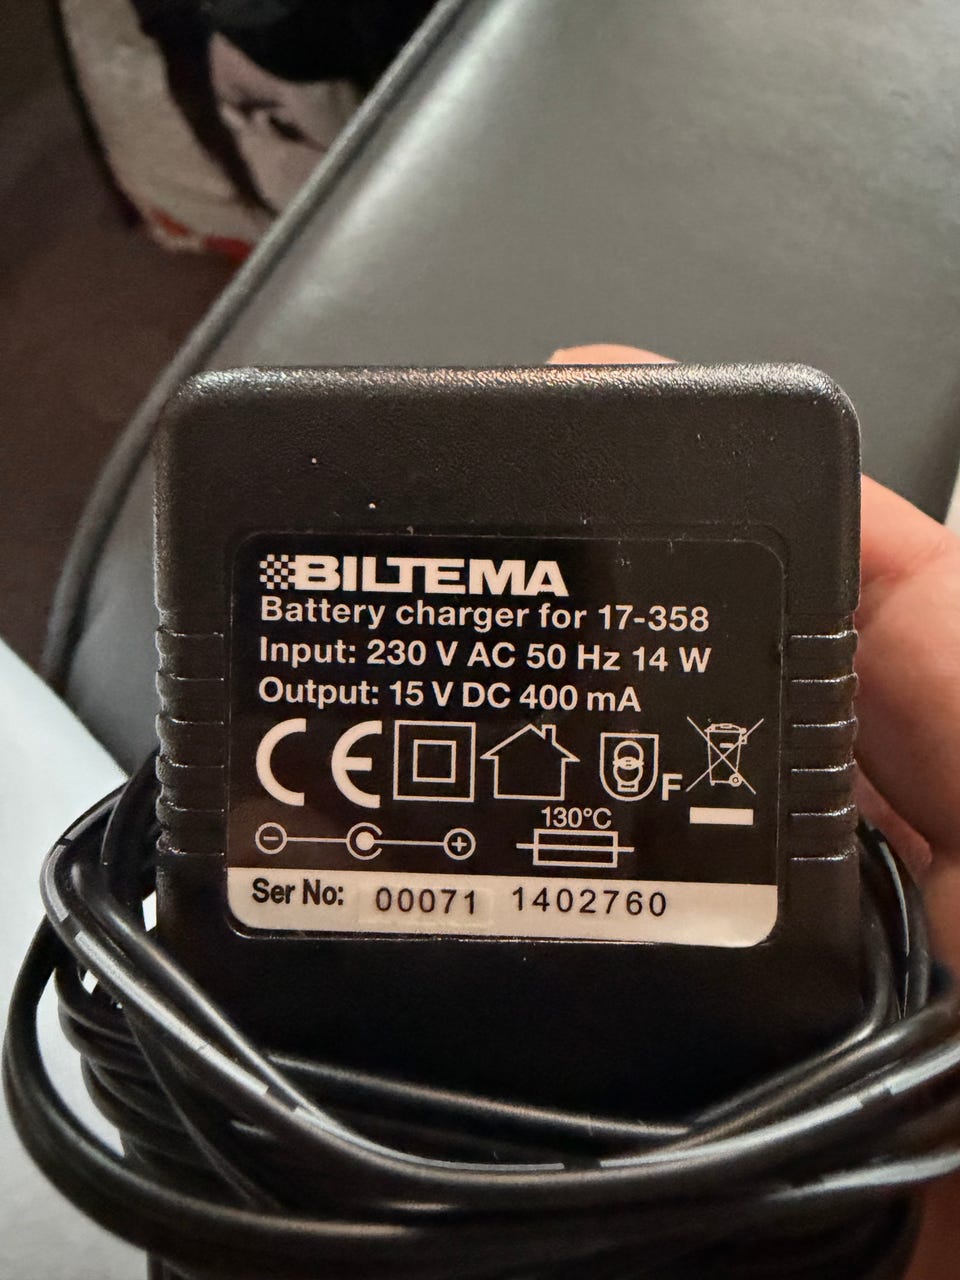 BILTEMA
Battery charger for 17-358
Input: 230 V AC 50 Hz 14 W
Output: 15 V DC 400 mA
CE
F
130°C
Ser No: 00071 1402760